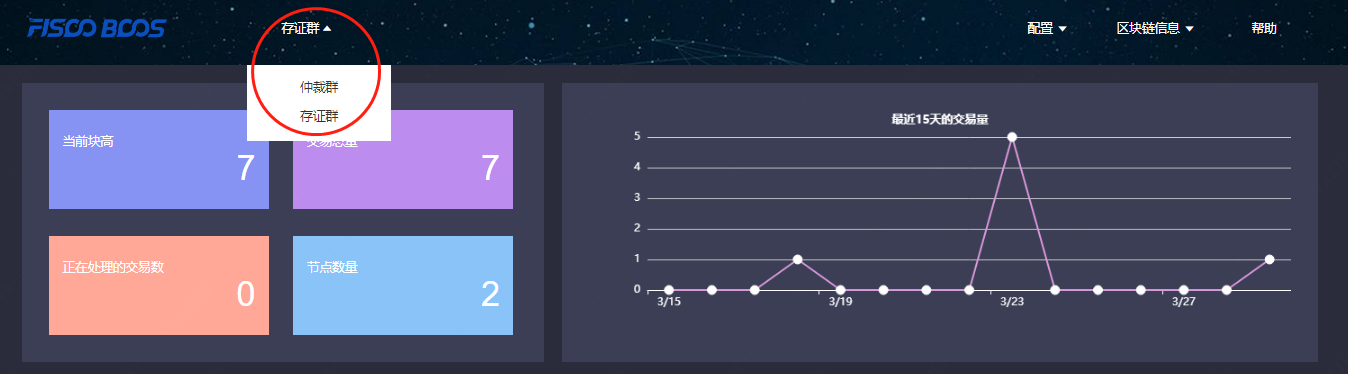 FISCO BCOS
存证群
配置
区块链信息
帮助
仲裁群
存证群
当前块高
7
交易总量
7
正在处理的交易数
0
节点数量
2
最近15天的交易量
5
4
3
2
1
0
3/15
3/19
3/23
3/27